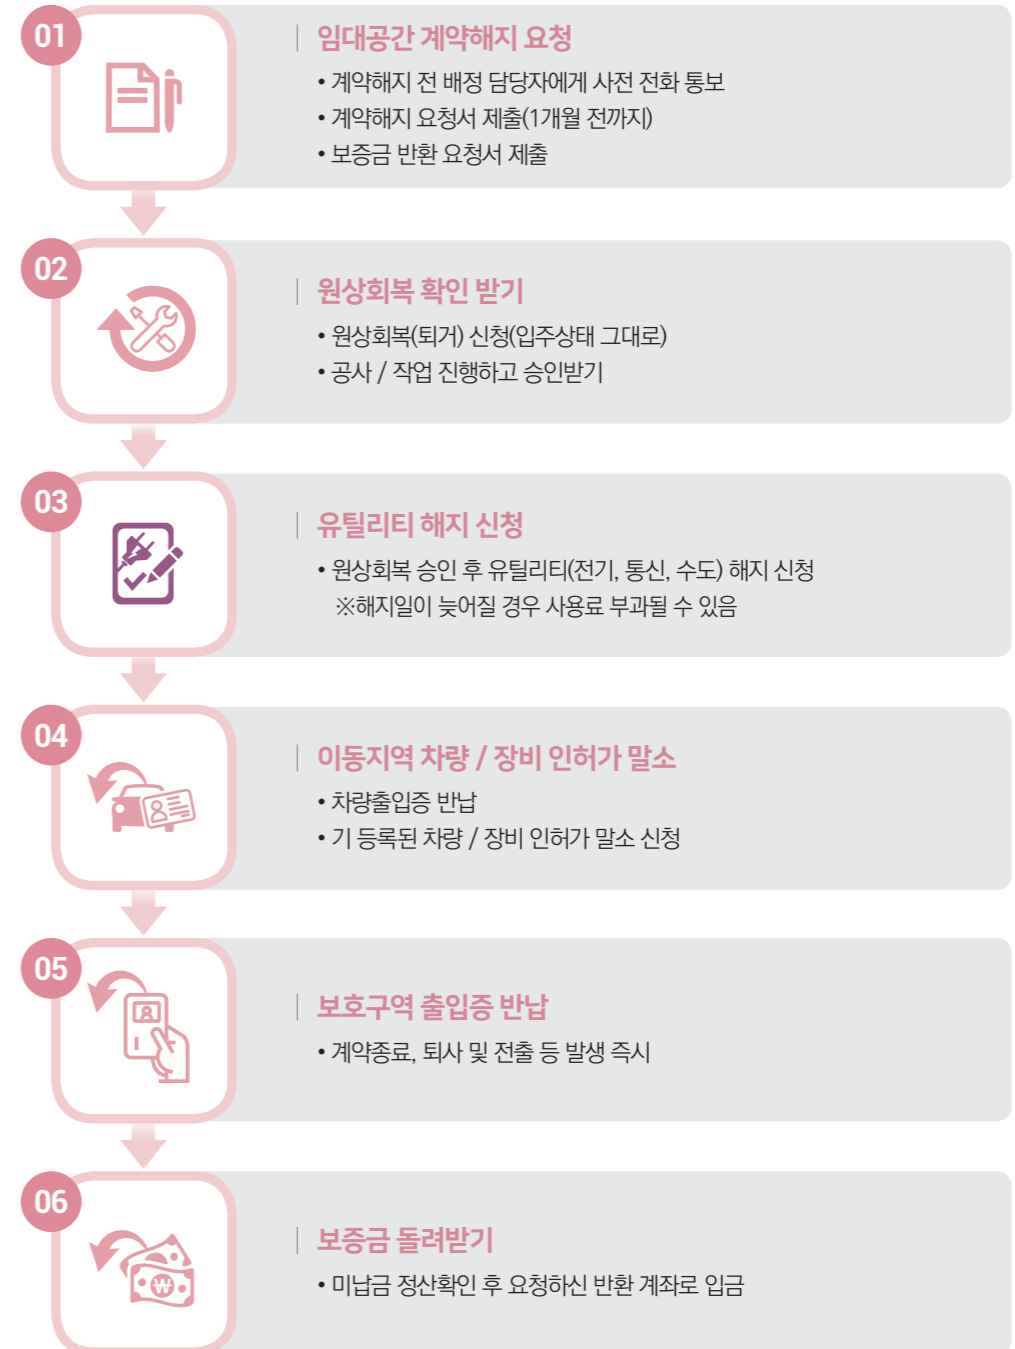 01
임대공간 계약해지 요청
• 계약해지 전 배정 담당자에게 사전 전화 통보
• 계약해지 요청서 제출(1개월 전까지)
• 보증금 반환 요청서 제출
02
원상회복 확인 받기
• 원상회복(퇴거) 신청(입주상태 그대로)
• 공사 / 작업 진행하고 승인받기
03
유틸리티 해지 신청
• 원상회복 승인 후 유틸리티(전기, 통신, 수도) 해지 신청
※해지일이 늦어질 경우 사용료 부과될 수 있음
04
이동지역 차량 / 장비 인허가 말소
• 차량출입증 반납
• 기 등록된 차량 / 장비 인허가 말소 신청
05
보호구역 출입증 반납
• 계약종료, 퇴사 및 전출 등 발생 즉시
06
보증금 돌려받기
• 미납금 정산확인 후 요청하신 반환 계좌로 입금